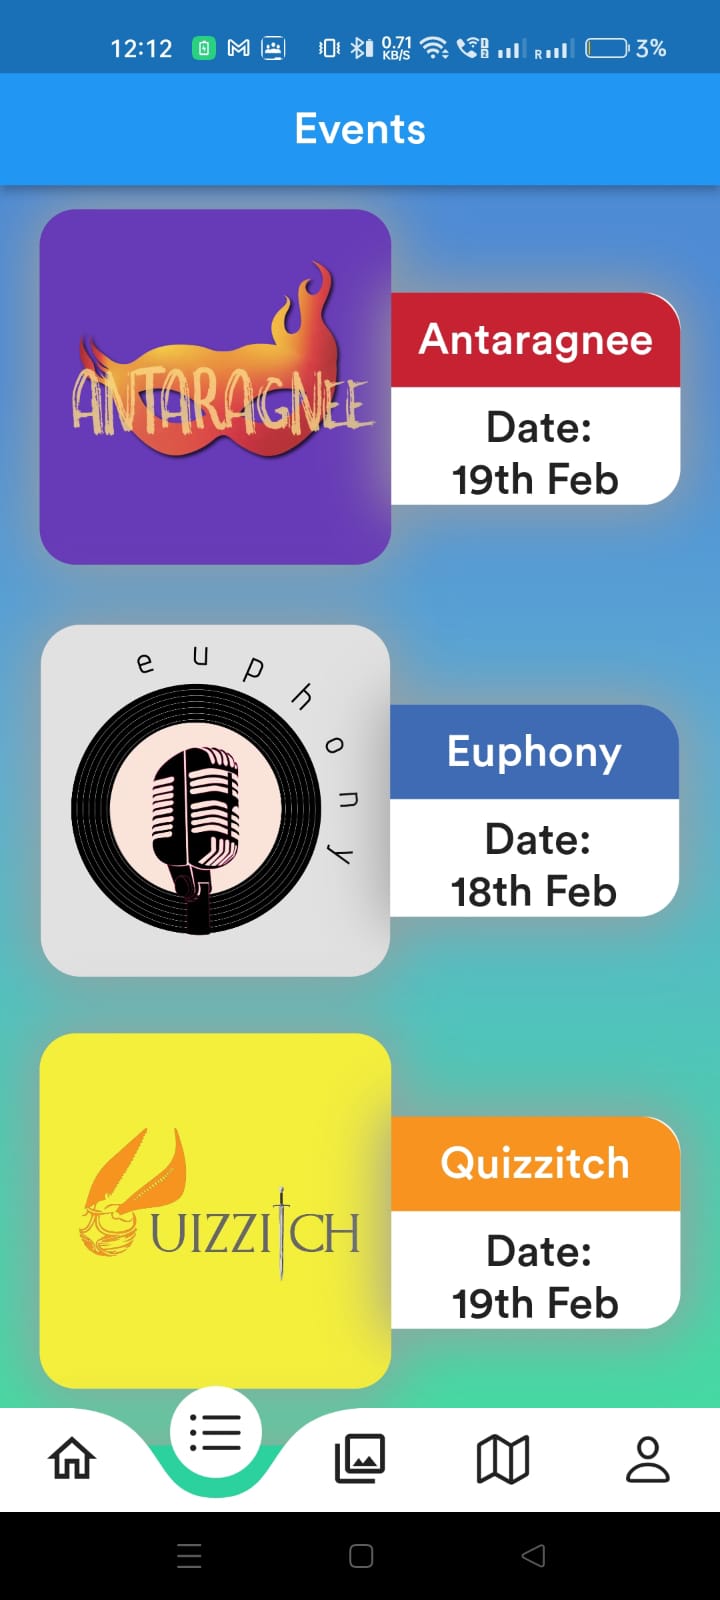 12:12 0.71 KB/S R 3%
Events
ANTARAGNEE
Antaragnee
Date:
19th Feb
euphony
Euphony
Date:
18th Feb
UIZZITCH
Quizzitch
Date:
19th Feb